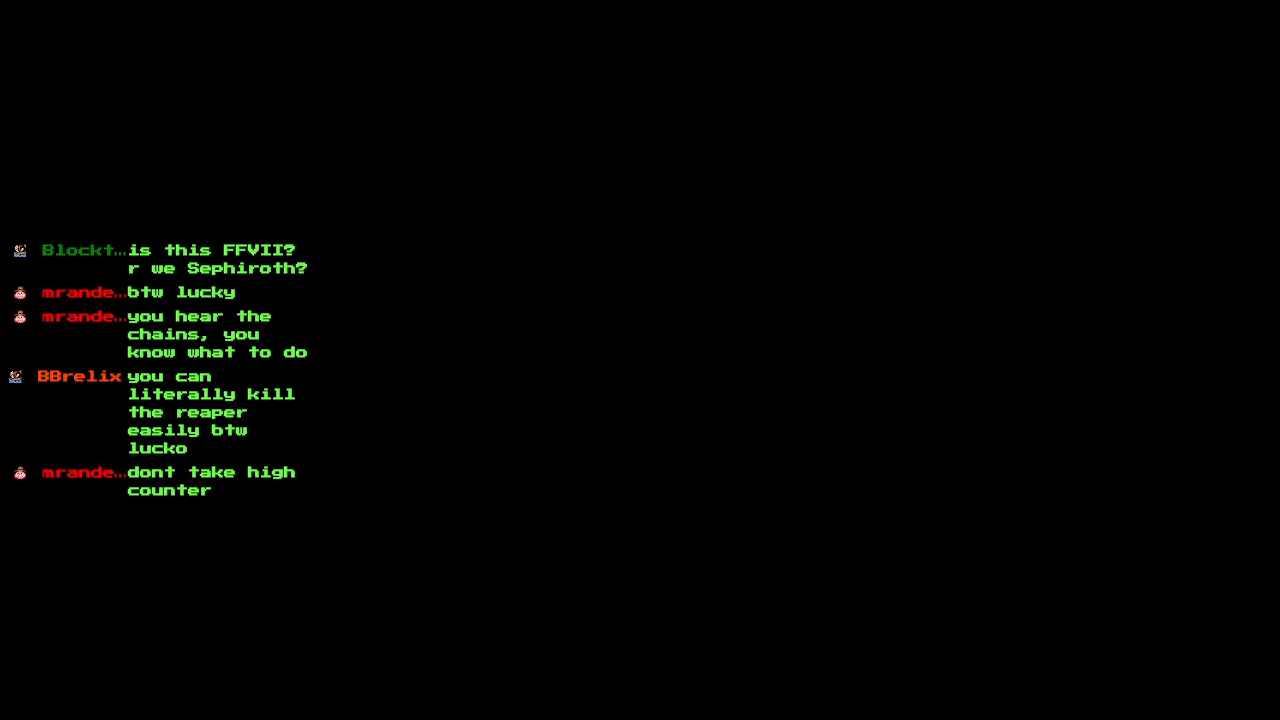 Blockt…is this FFVII?
r we Sephiroth?
mrande…btw lucky
mrande…you hear the
chains, you
know what to do
BBrelix you can
literally kill
the reaper
easily btw
lucko
mrande…dont take high
counter